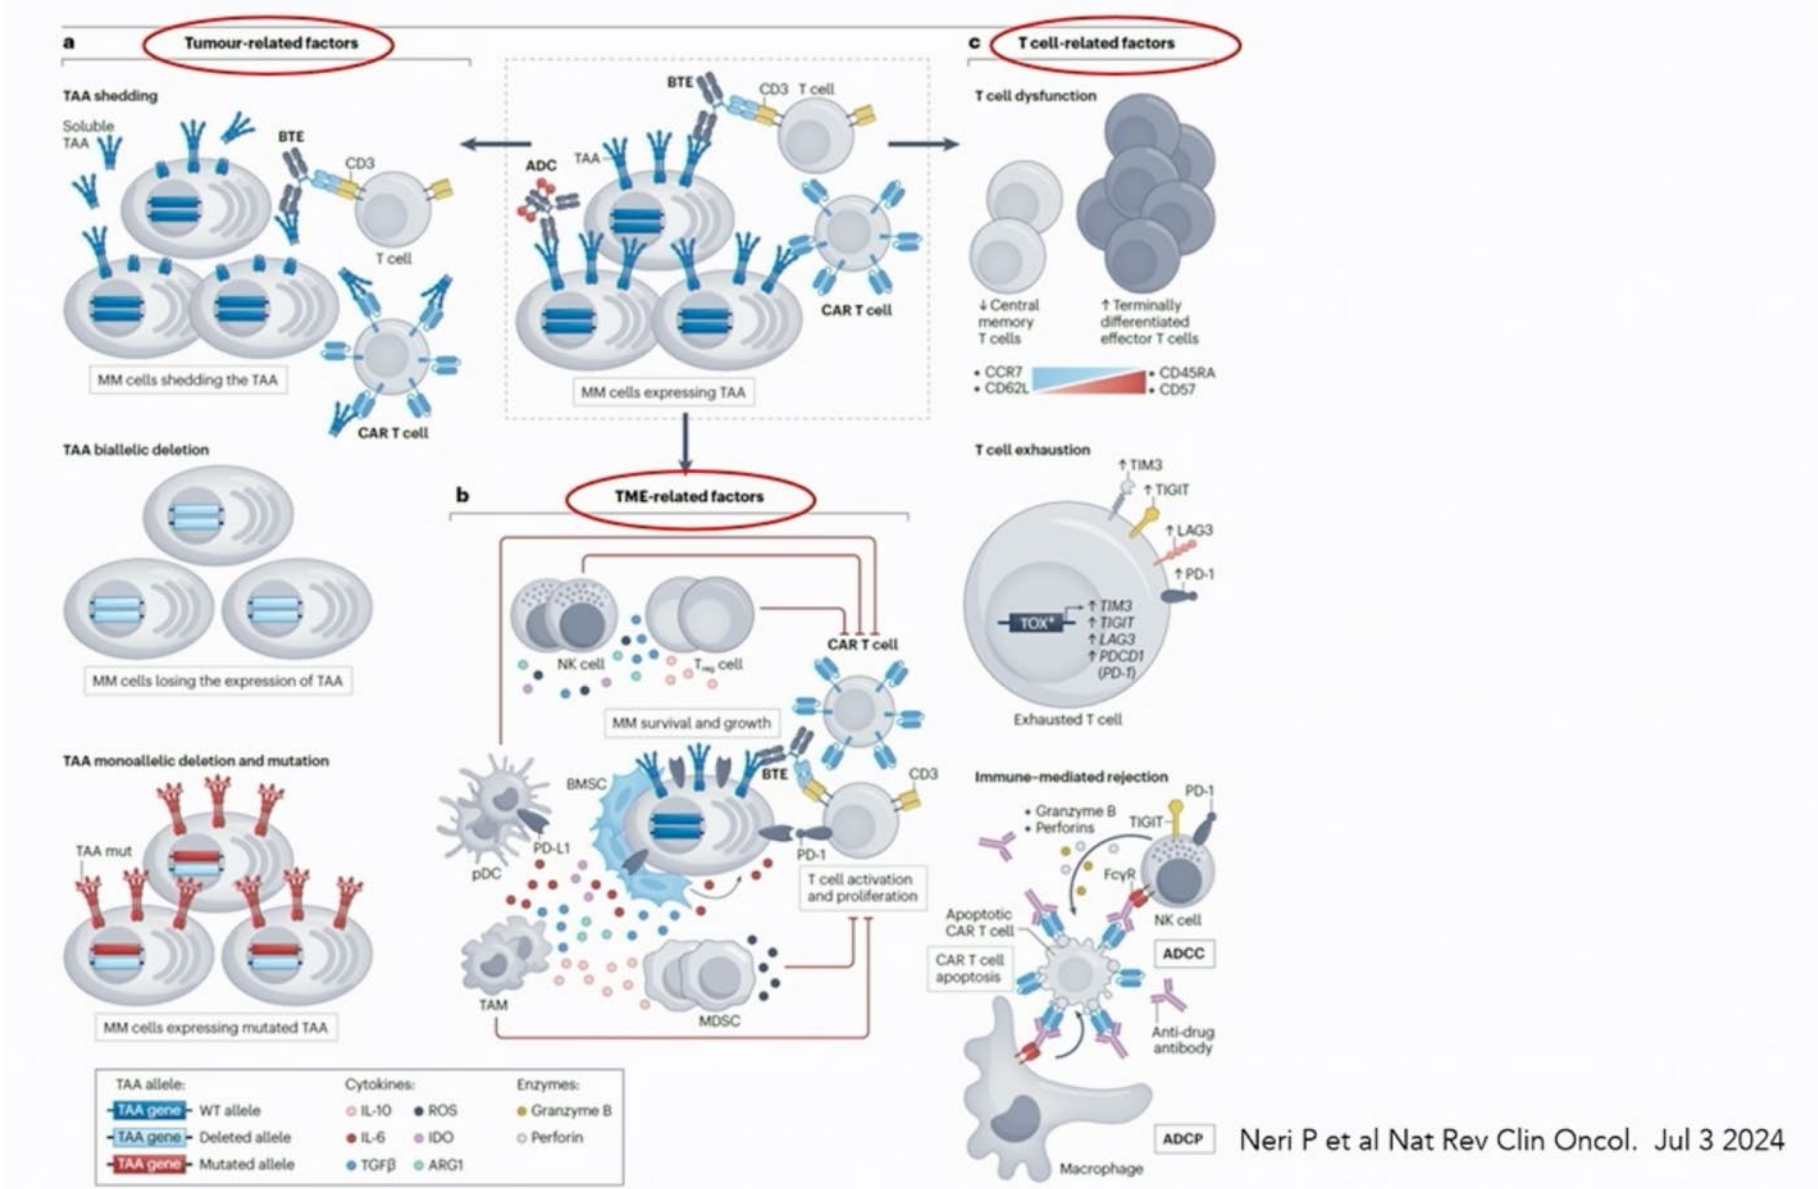 a
Tumour-related factors
TAA shedding
Soluble
TAA
BTE
CD3
T cell
CAR T cell
MM cells shedding the TAA
TAA biallelic deletion
MM cells losing the expression of TAA
TAA monoallelic deletion and mutation
TAA mut
MM cells expressing mutated TAA
BTE
CD3
T cell
TAA
ADC
CAR T cell
MM cells expressing TAA
b
TME-related factors
NK cell
Treg cell
CAR T cell
MM survival and growth
BMSC
BTE
CD3
PD-L1
pDC
PD-1
T cell activation
and proliferation
TAM
MDSC
c
T cell-related factors
T cell dysfunction
↓ Central
memory
T cells
↑ Terminally
differentiated
effector T cells
• CCR7
• CD62L
• CD45RA
• CD57
T cell exhaustion
↑ TIM3
↑ TIGIT
↑ LAG3
↑ PD-1
TOX+
↑ TIM3
↑ TIGIT
↑ LAG3
↑ PDCD1
(PD-1)
Exhausted T cell
Immune-mediated rejection
• Granzyme B
• Perforins
TIGIT
PD-1
FcγR
NK cell
Apoptotic
CAR T cell
CAR T cell
apoptosis
ADCC
Anti-drug
antibody
ADCP
Macrophage
TAA allele:
TAA gene WT allele
TAA gene Deleted allele
TAA gene Mutated allele
Cytokines:
IL-10
IL-6
TGFβ
ROS
IDO
ARG1
Enzymes:
Granzyme B
Perforin
Neri P et al Nat Rev Clin Oncol. Jul 3 2024